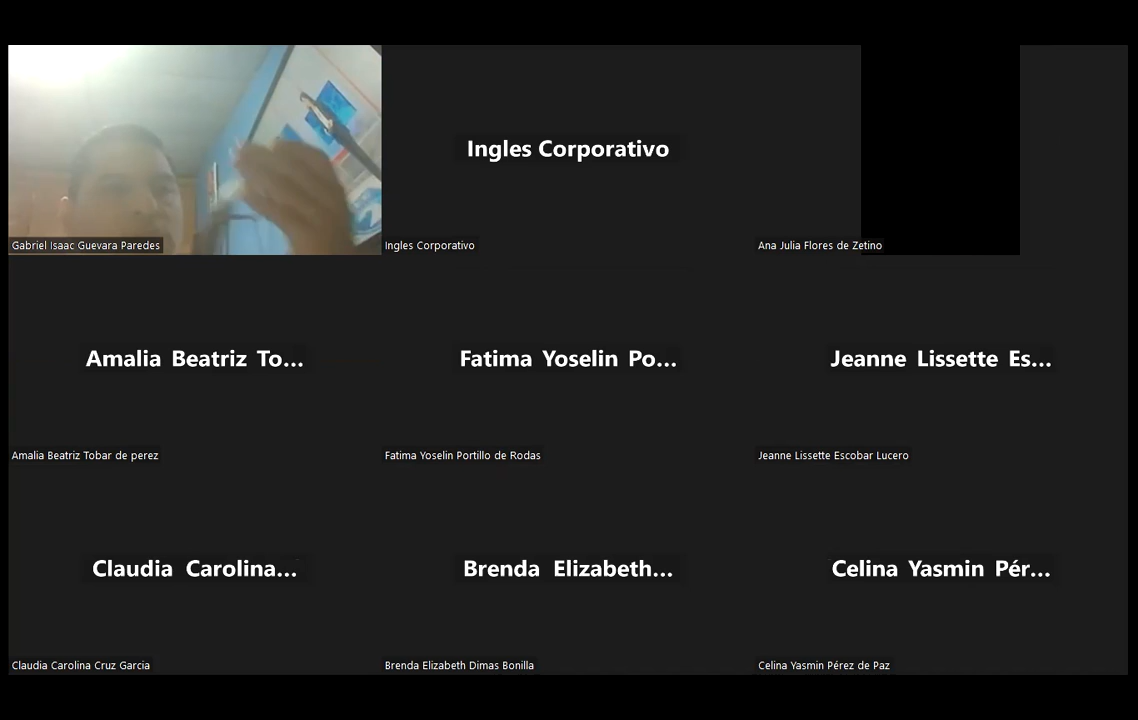 Gabriel Isaac Guevara Paredes
Ingles Corporativo
Ingles Corporativo
Ana Julia Flores de Zetino
Amalia Beatriz To...
Amalia Beatriz Tobar de perez
Fatima Yoselin Po...
Fatima Yoselin Portillo de Rodas
Jeanne Lissette Es...
Jeanne Lissette Escobar Lucero
Claudia Carolina...
Claudia Carolina Cruz Garcia
Brenda Elizabeth...
Brenda Elizabeth Dimas Bonilla
Celina Yasmin Pér...
Celina Yasmin Pérez de Paz